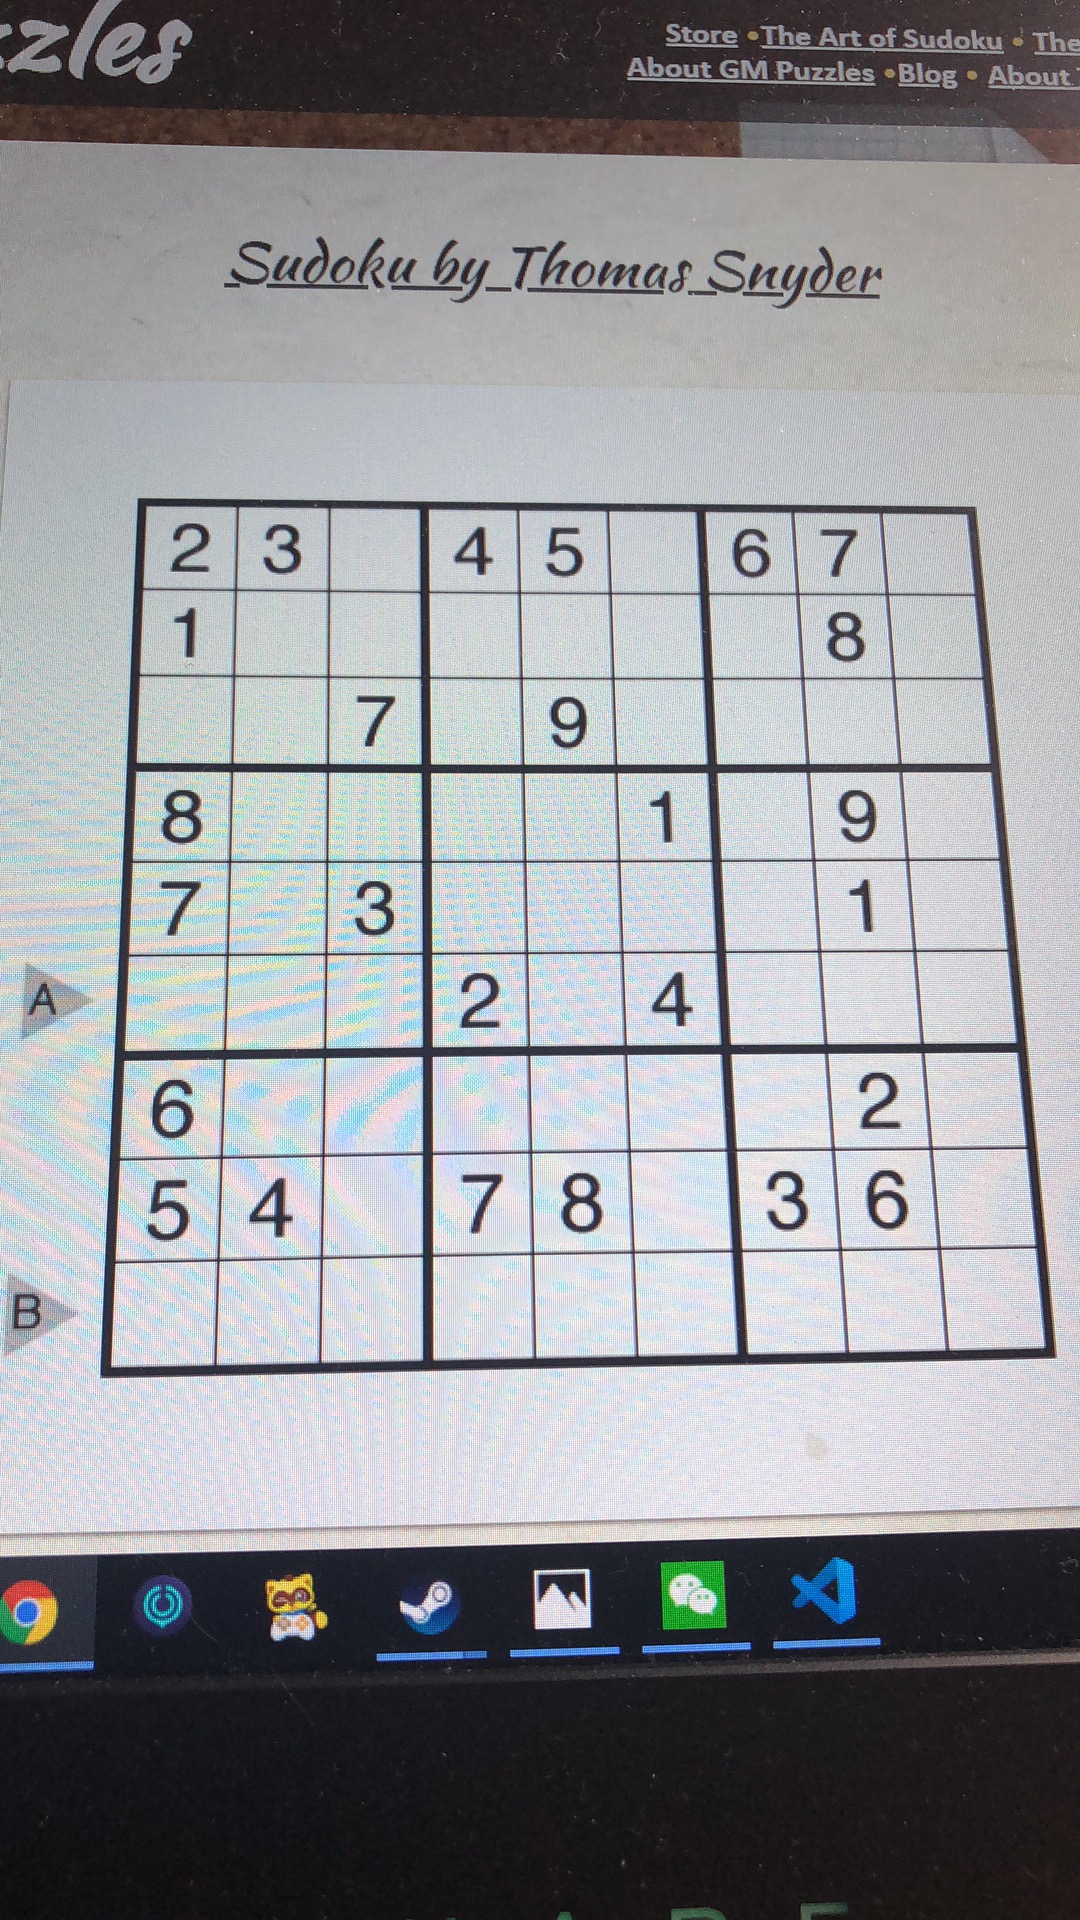 zzles
Store • The Art of Sudoku • The
About GM Puzzles • Blog • About
Sudoku by Thomas Snyder
2 3 4 5 6 7
1 8
7 9
8 1 9
7 3 1
A 2 4
6 2
5 4 7 8 3 6
B